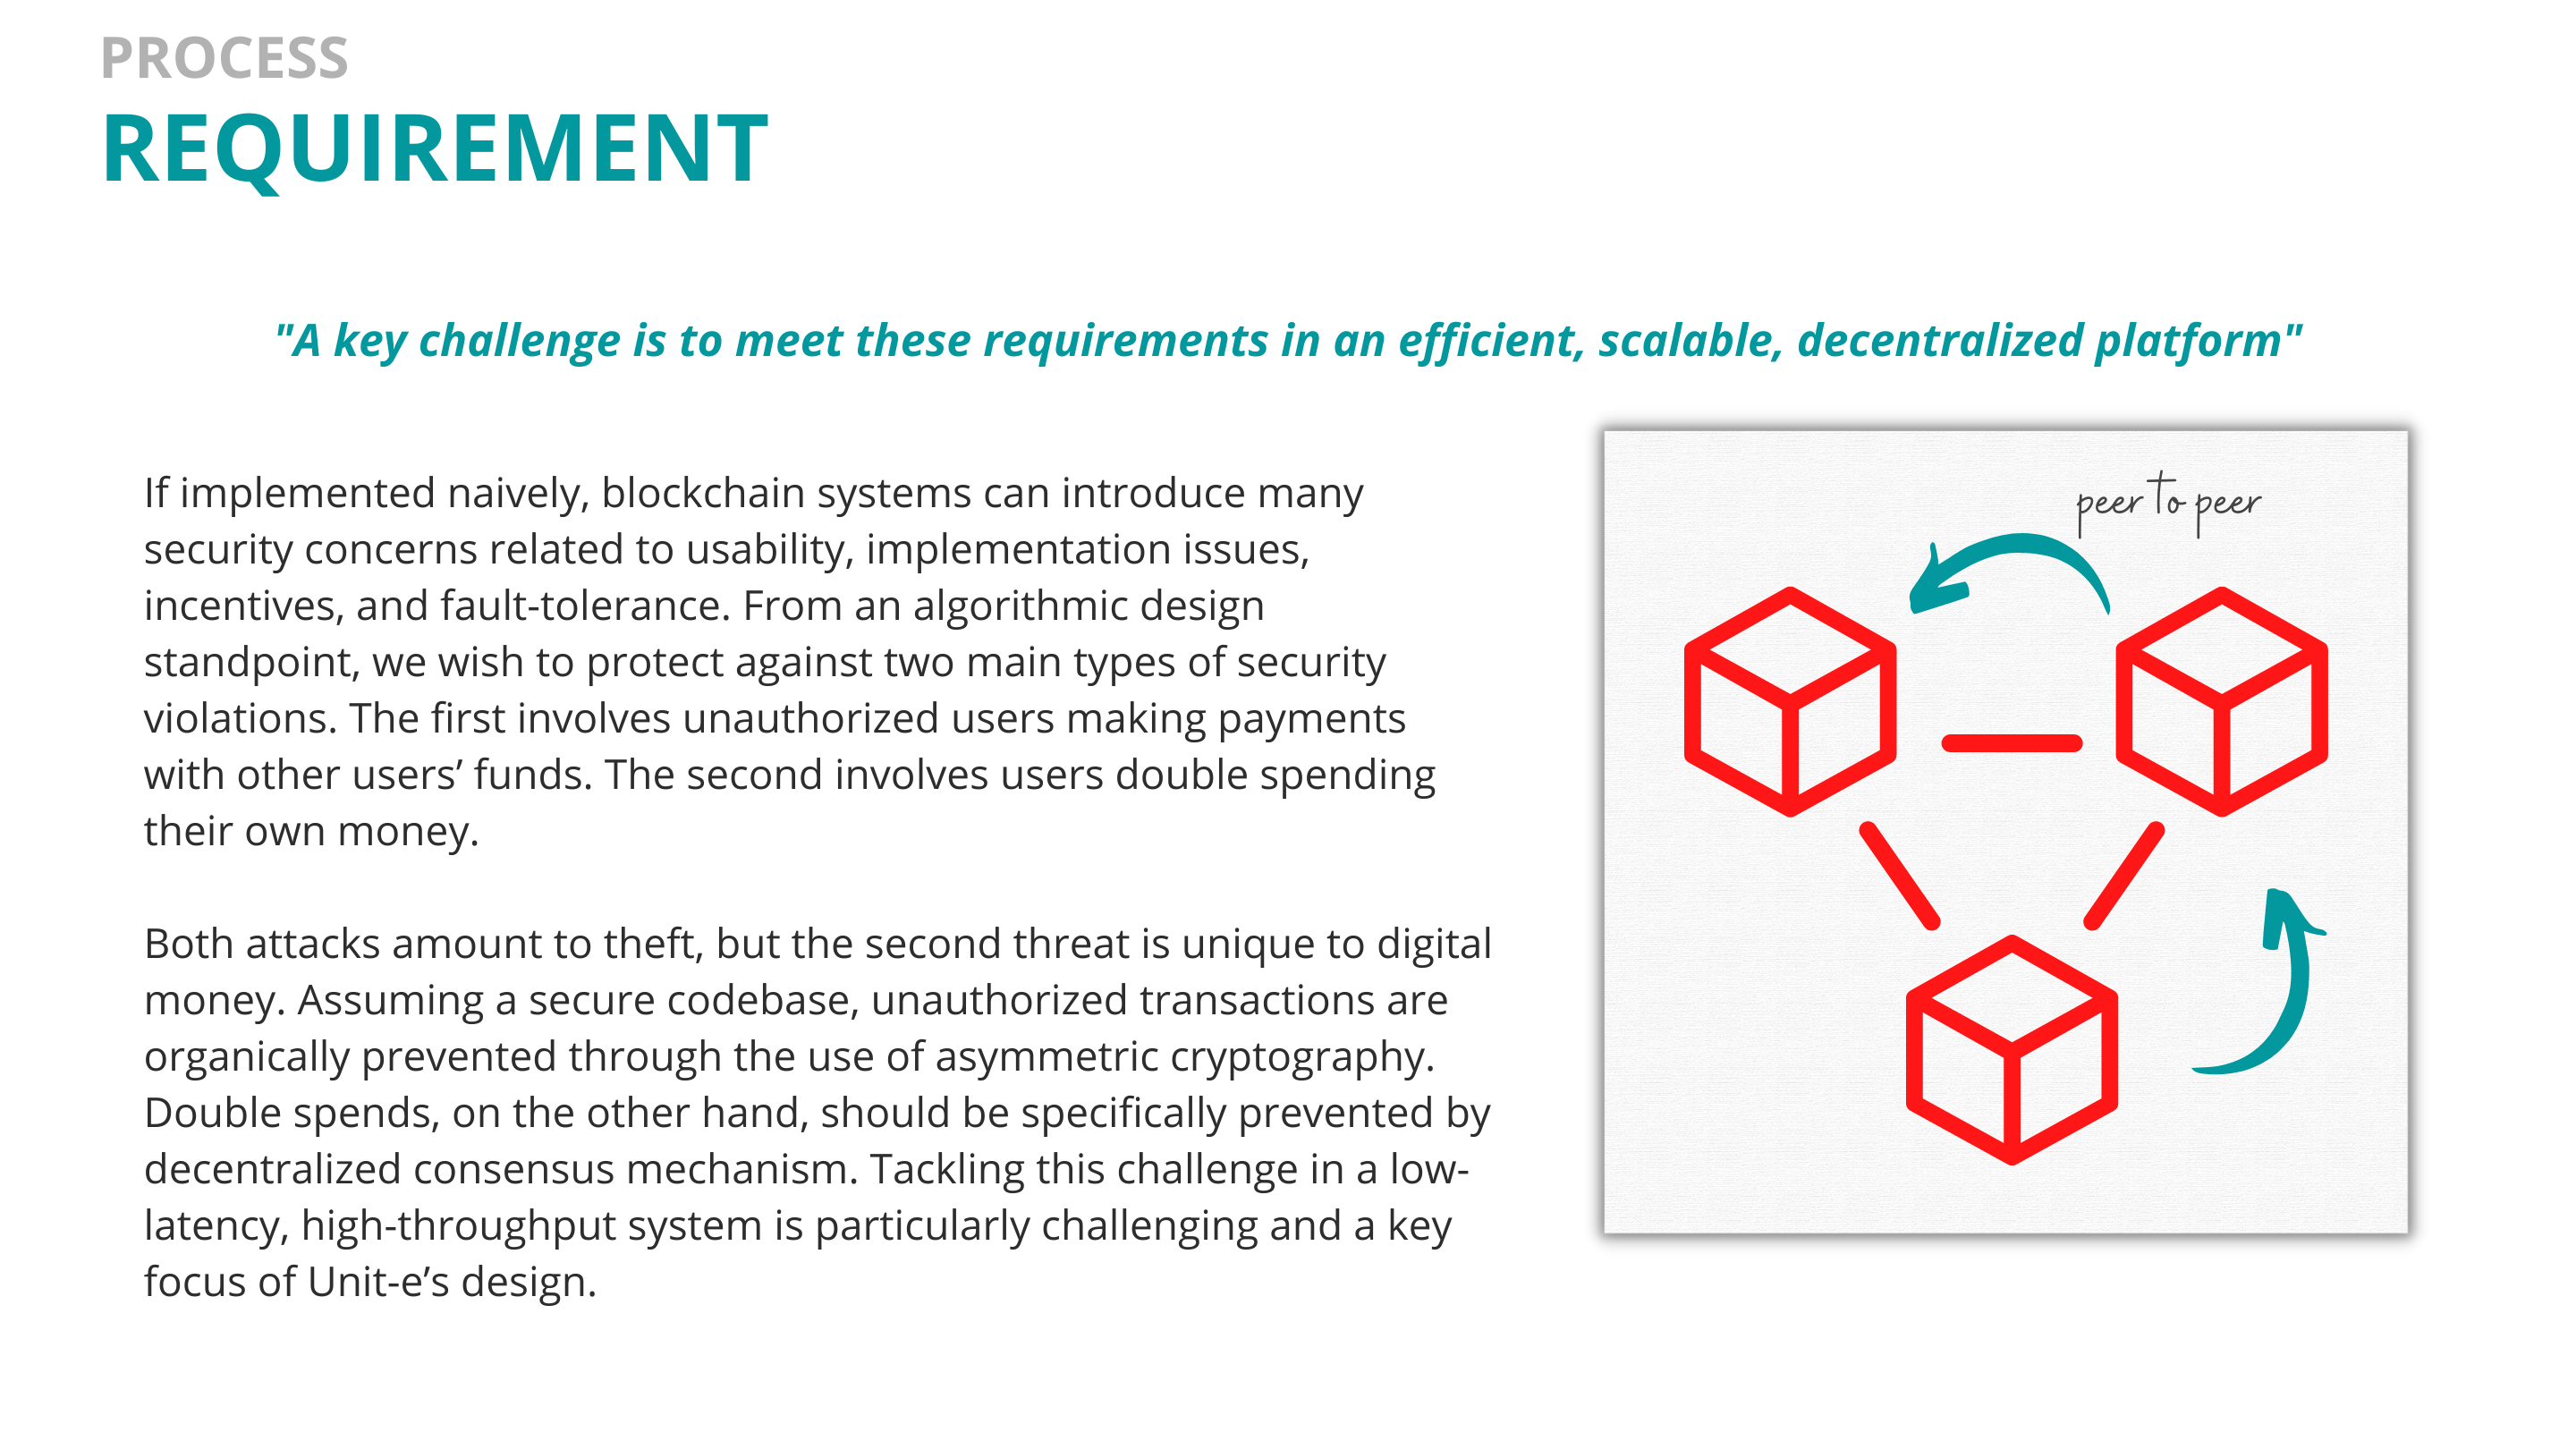 PROCESS
REQUIREMENT
"A key challenge is to meet these requirements in an efficient, scalable, decentralized platform"
If implemented naively, blockchain systems can introduce many
security concerns related to usability, implementation issues,
incentives, and fault-tolerance. From an algorithmic design
standpoint, we wish to protect against two main types of security
violations. The first involves unauthorized users making payments
with other users’ funds. The second involves users double spending
their own money.
Both attacks amount to theft, but the second threat is unique to digital
money. Assuming a secure codebase, unauthorized transactions are
organically prevented through the use of asymmetric cryptography.
Double spends, on the other hand, should be specifically prevented by
decentralized consensus mechanism. Tackling this challenge in a low-
latency, high-throughput system is particularly challenging and a key
focus of Unit-e’s design.
peer to peer